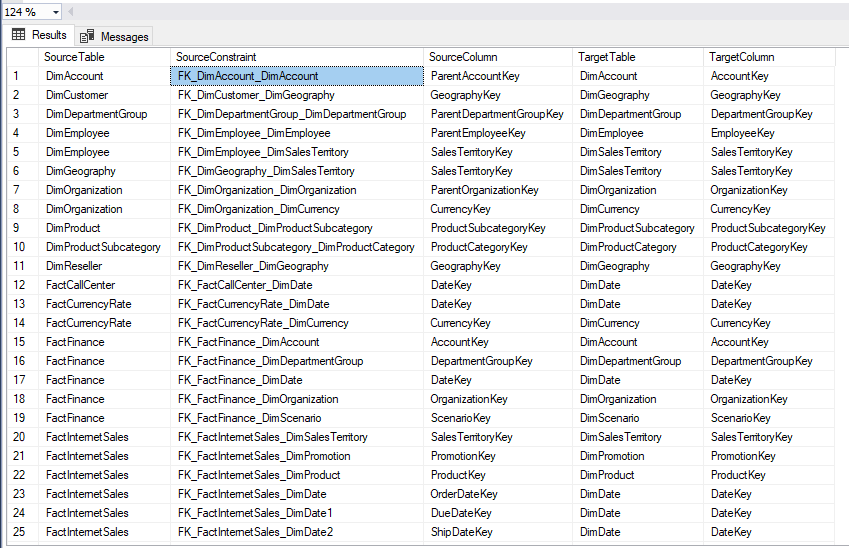 124 %
Results Messages
SourceTable SourceConstraint SourceColumn TargetTable TargetColumn
1 DimAccount FK_DimAccount_DimAccount ParentAccountKey DimAccount AccountKey
2 DimCustomer FK_DimCustomer_DimGeography GeographyKey DimGeography GeographyKey
3 DimDepartmentGroup FK_DimDepartmentGroup_DimDepartmentGroup ParentDepartmentGroupKey DimDepartmentGroup DepartmentGroupKey
4 DimEmployee FK_DimEmployee_DimEmployee ParentEmployeeKey DimEmployee EmployeeKey
5 DimEmployee FK_DimEmployee_DimSalesTerritory SalesTerritoryKey DimSalesTerritory SalesTerritoryKey
6 DimGeography FK_DimGeography_DimSalesTerritory SalesTerritoryKey DimSalesTerritory SalesTerritoryKey
7 DimOrganization FK_DimOrganization_DimOrganization ParentOrganizationKey DimOrganization OrganizationKey
8 DimOrganization FK_DimOrganization_DimCurrency CurrencyKey DimCurrency CurrencyKey
9 DimProduct FK_DimProduct_DimProductSubcategory ProductSubcategoryKey DimProductSubcategory ProductSubcategoryKey
10 DimProductSubcategory FK_DimProductSubcategory_DimProductCategory ProductCategoryKey DimProductCategory ProductCategoryKey
11 DimReseller FK_DimReseller_DimGeography GeographyKey DimGeography GeographyKey
12 FactCallCenter FK_FactCallCenter_DimDate DateKey DimDate DateKey
13 FactCurrencyRate FK_FactCurrencyRate_DimDate DateKey DimDate DateKey
14 FactCurrencyRate FK_FactCurrencyRate_DimCurrency CurrencyKey DimCurrency CurrencyKey
15 FactFinance FK_FactFinance_DimAccount AccountKey DimAccount AccountKey
16 FactFinance FK_FactFinance_DimDepartmentGroup DepartmentGroupKey DimDepartmentGroup DepartmentGroupKey
17 FactFinance FK_FactFinance_DimDate DateKey DimDate DateKey
18 FactFinance FK_FactFinance_DimOrganization OrganizationKey DimOrganization OrganizationKey
19 FactFinance FK_FactFinance_DimScenario ScenarioKey DimScenario ScenarioKey
20 FactInternetSales FK_FactInternetSales_DimSalesTerritory SalesTerritoryKey DimSalesTerritory SalesTerritoryKey
21 FactInternetSales FK_FactInternetSales_DimPromotion PromotionKey DimPromotion PromotionKey
22 FactInternetSales FK_FactInternetSales_DimProduct ProductKey DimProduct ProductKey
23 FactInternetSales FK_FactInternetSales_DimDate OrderDateKey DimDate DateKey
24 FactInternetSales FK_FactInternetSales_DimDate1 DueDateKey DimDate DateKey
25 FactInternetSales FK_FactInternetSales_DimDate2 ShipDateKey DimDate DateKey